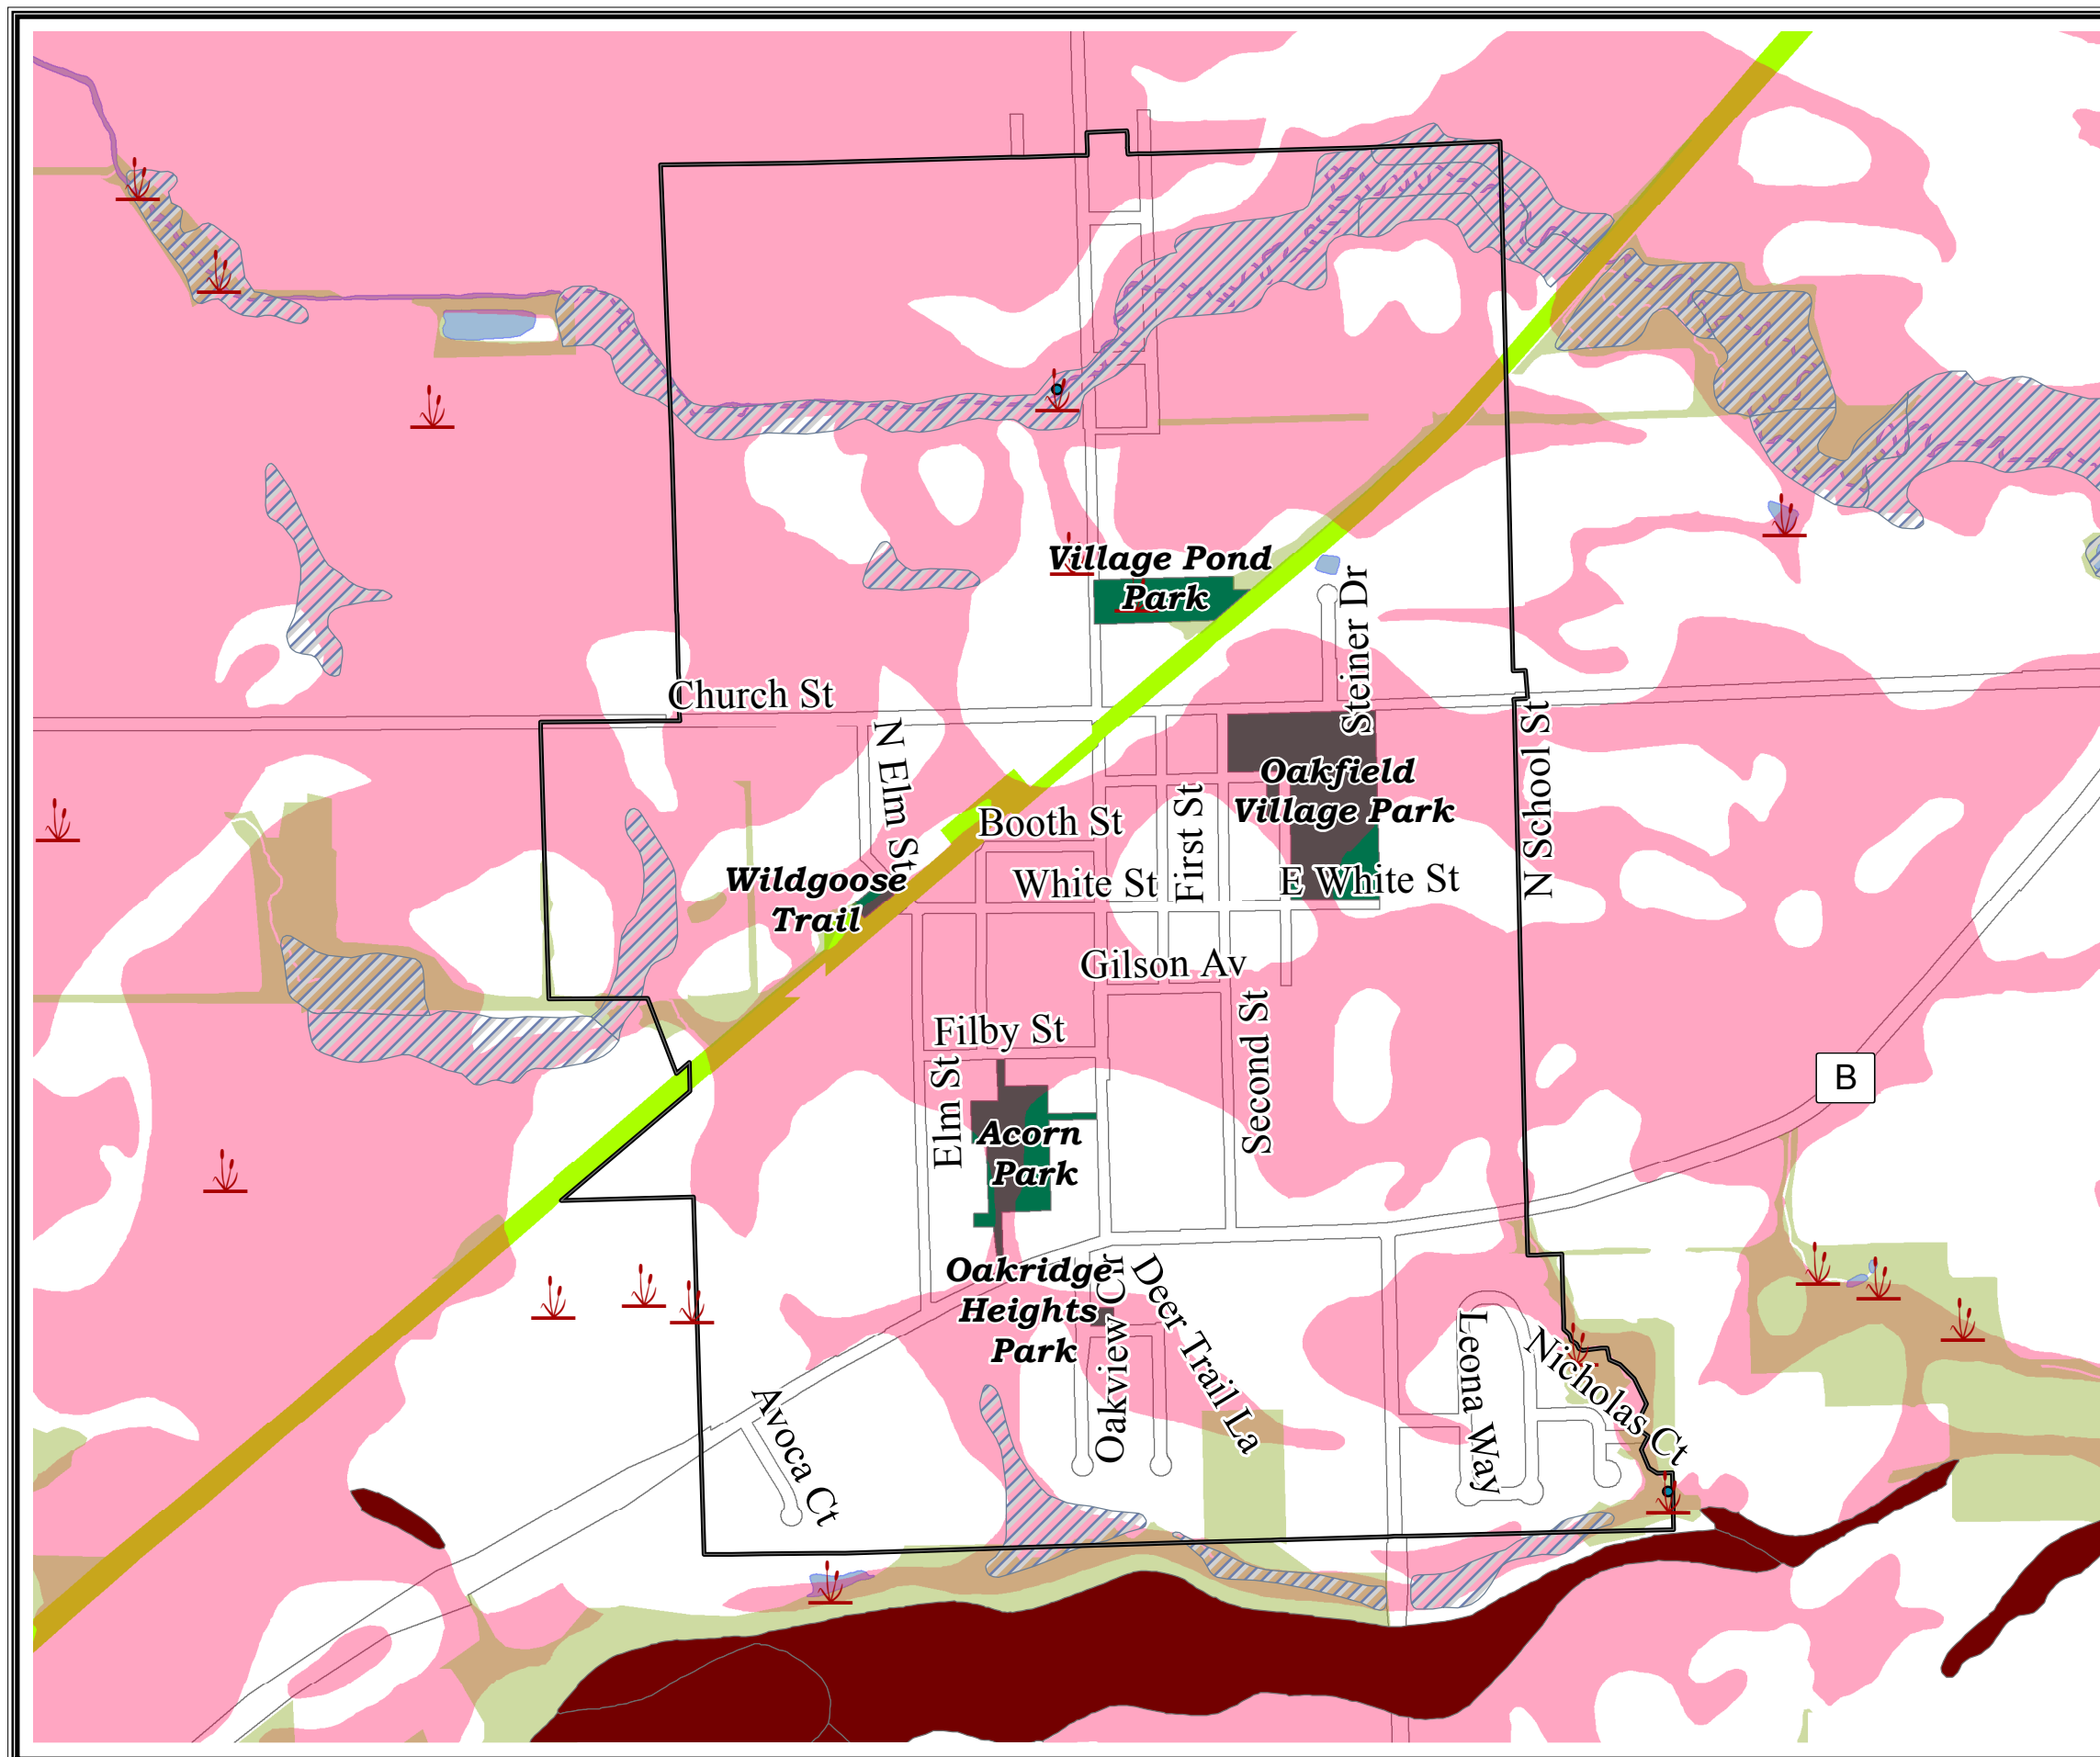 Village Pond
Park
Steiner Dr
Church St
N Elm St
N School St
Oakfield
Village Park
First St
Booth St
Wildgoose
Trail
White St
E White St
Gilson Av
Second St
Filby St
Elm St
B
Acorn
Park
Oakridge
Heights
Park
Oakview Cir
Deer Trail La
Leona Way
Nicholas Ct
Avoca Ct